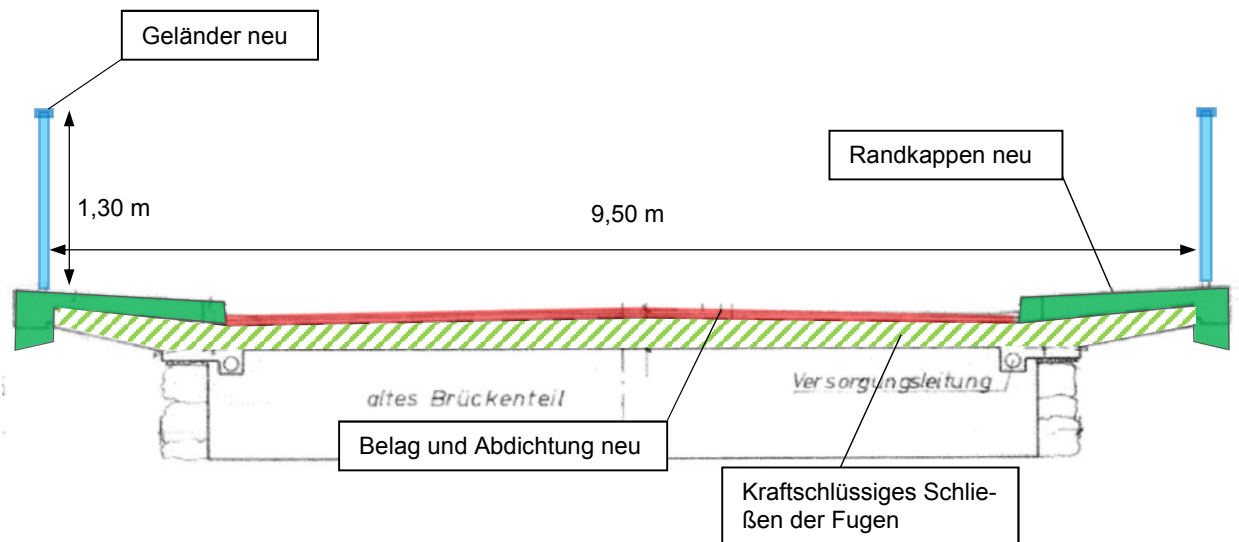 Geländer neu
Randkappen neu
1,30 m
9,50 m
altes Brückenteil
Versorgungsleitung
Belag und Abdichtung neu
Kraftschlüssiges Schlie-
ßen der Fugen